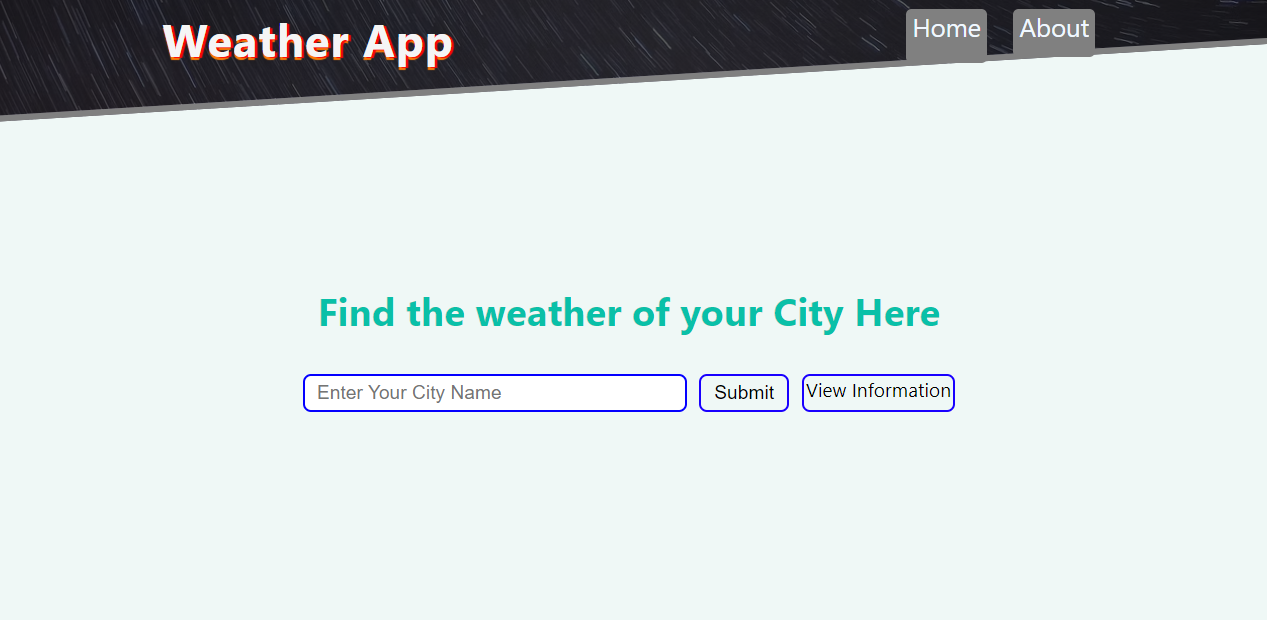 Weather App
Home
About
Find the weather of your City Here
Enter Your City Name
Submit
View Information